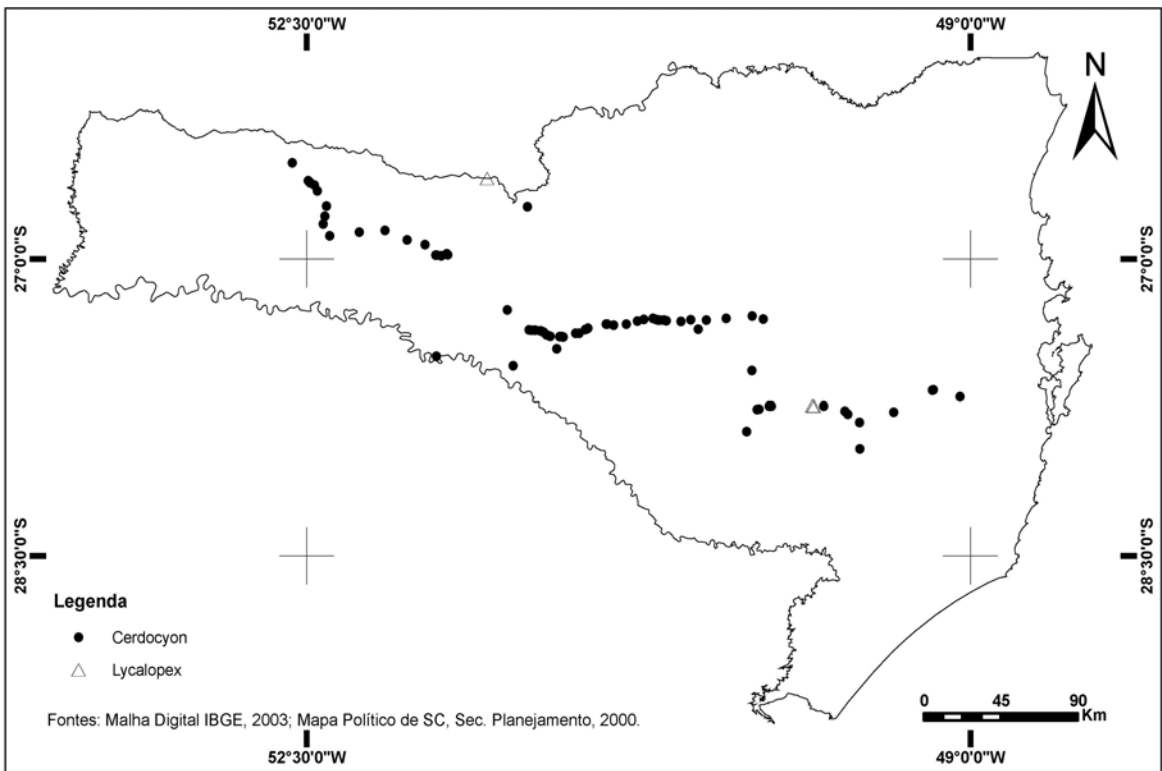 52°30'0"W
49°0'0"W
N
27°0'0"S
27°0'0"S
28°30'0"S
28°30'0"S
Legenda
Cerdocyon
Lycalopex
Fontes: Malha Digital IBGE, 2003; Mapa Político de SC, Sec. Planejamento, 2000.
0 45 90
Km
52°30'0"W
49°0'0"W